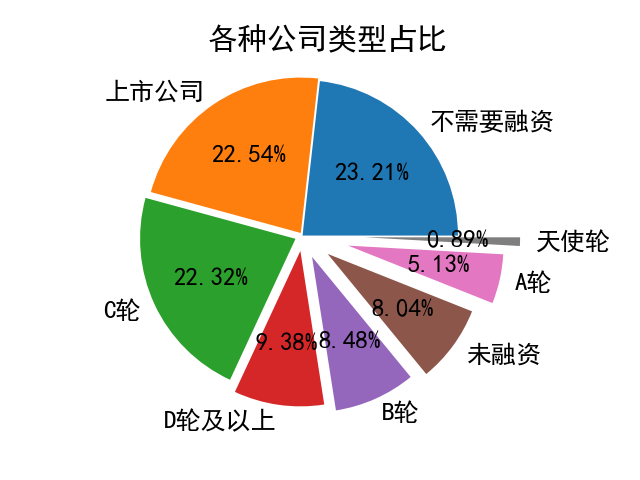 各种公司类型占比
上市公司
不需要融资
22.54%
23.21%
0.89%
天使轮
5.13%
A轮
22.32%
C轮
8.04%
9.38%
8.48%
未融资
D轮及以上
B轮